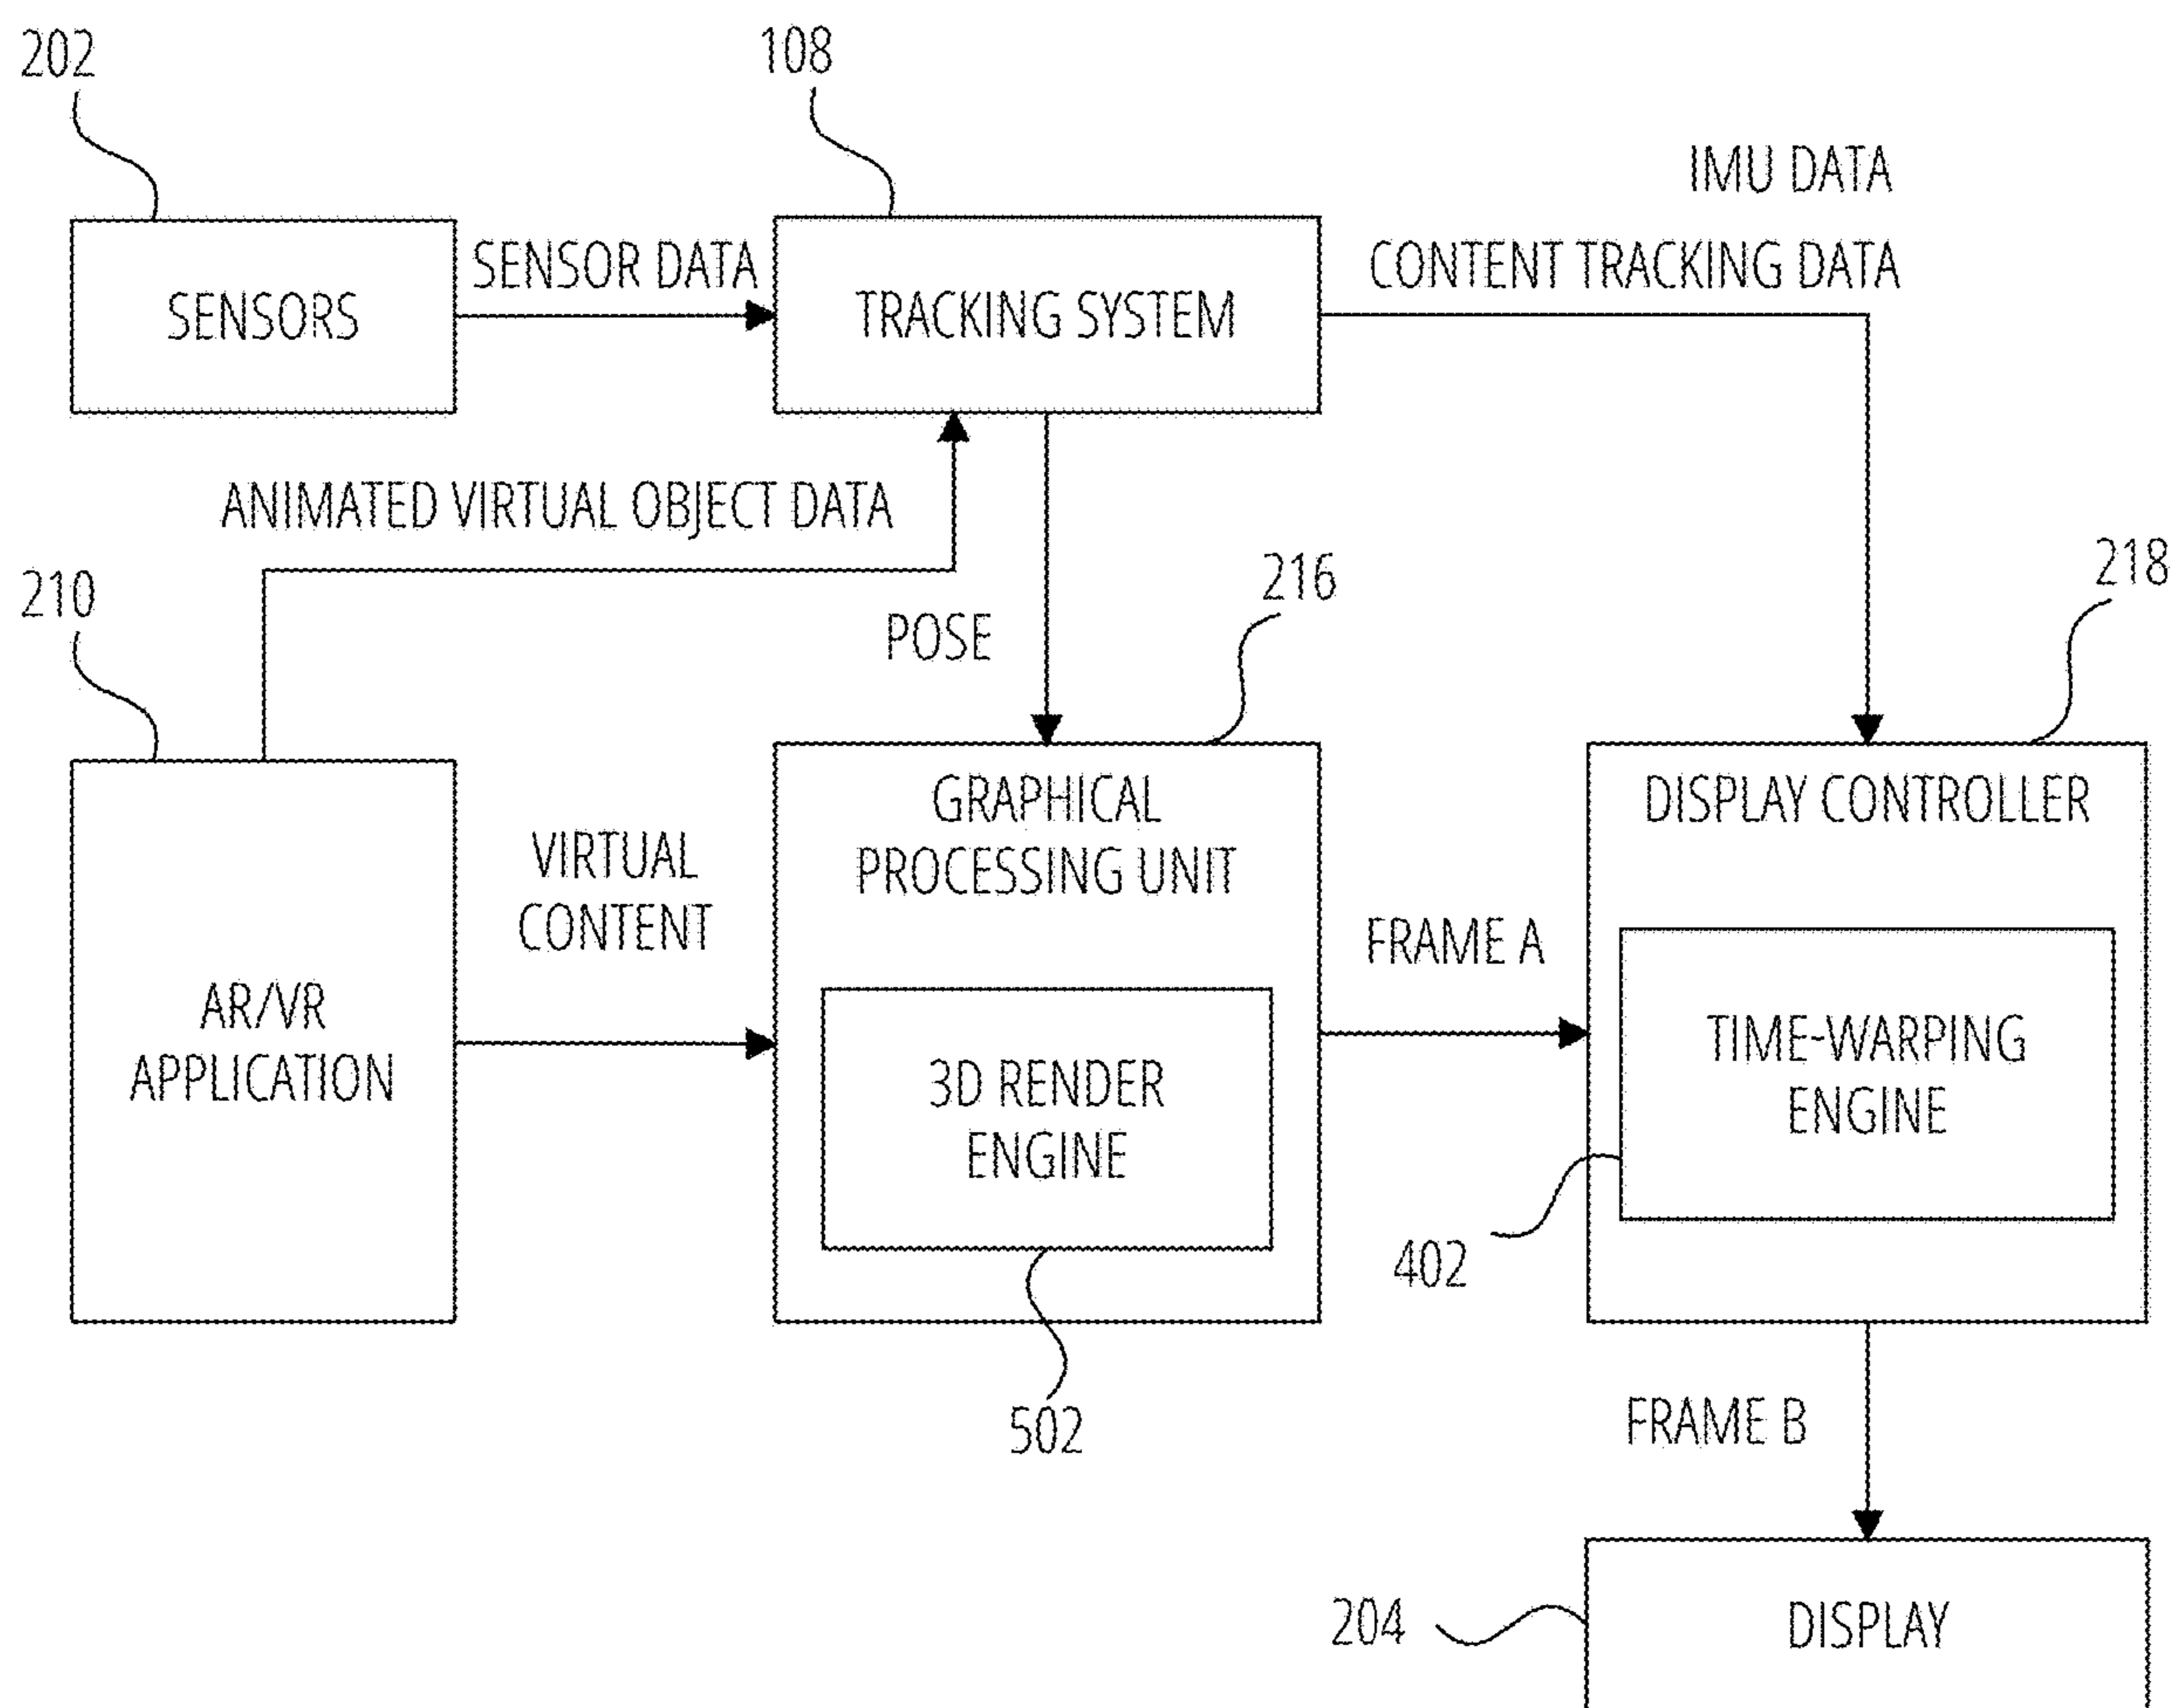 202
108
IMU DATA
SENSOR DATA
CONTENT TRACKING DATA
SENSORS
TRACKING SYSTEM
ANIMATED VIRTUAL OBJECT DATA
210
216
218
POSE
GRAPHICAL
PROCESSING UNIT
DISPLAY CONTROLLER
VIRTUAL
CONTENT
FRAME A
AR/VR
APPLICATION
3D RENDER
ENGINE
TIME-WARPING
ENGINE
402
502
FRAME B
204
DISPLAY